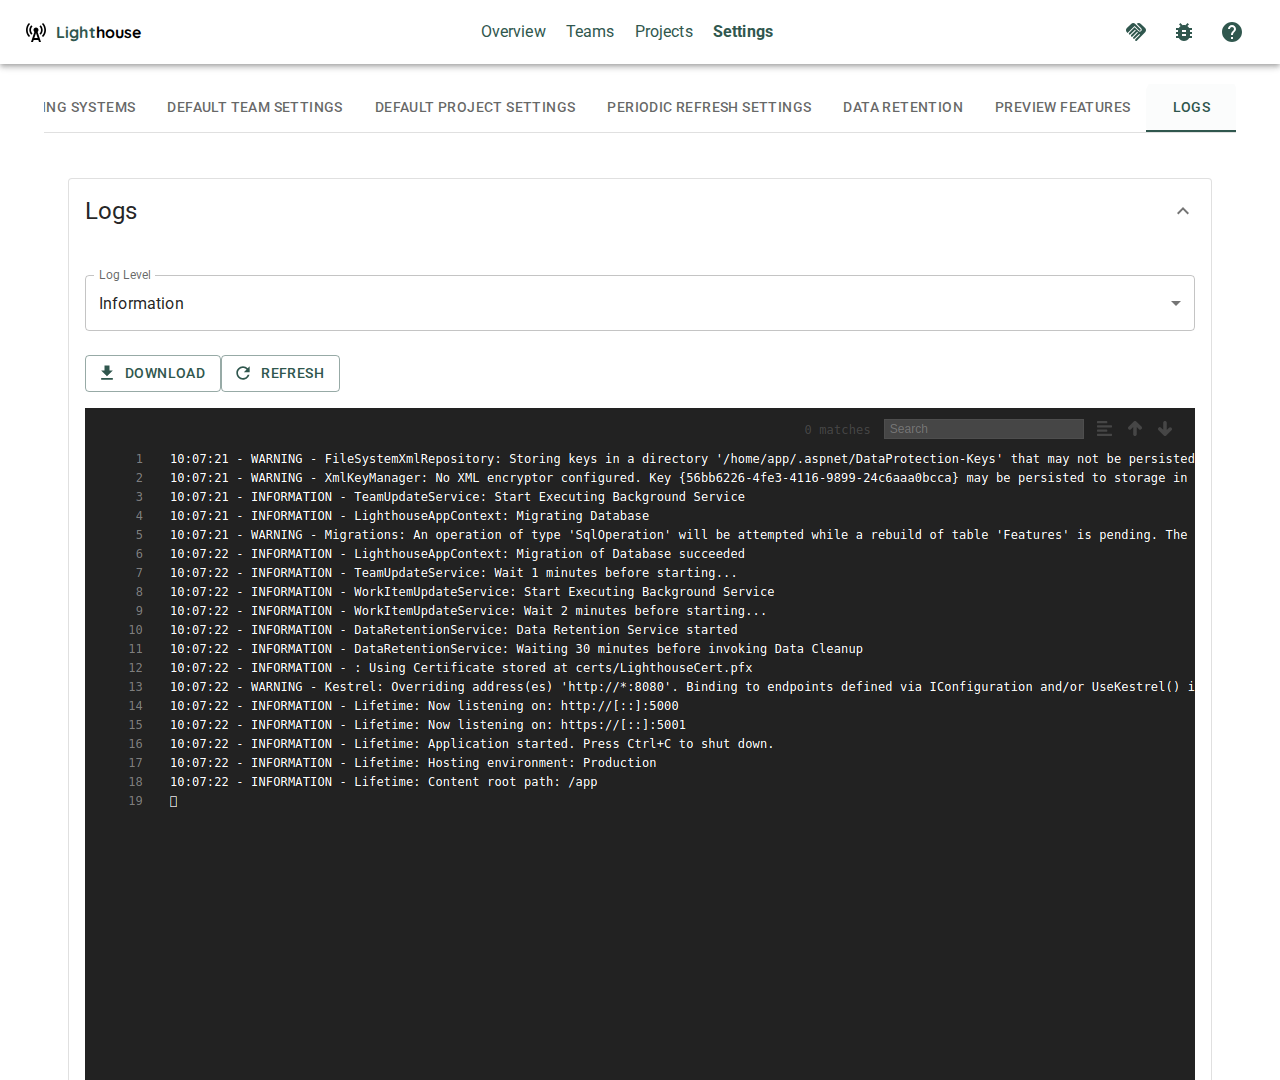 Lighthouse
Overview Teams Projects Settings
NG SYSTEMS DEFAULT TEAM SETTINGS DEFAULT PROJECT SETTINGS PERIODIC REFRESH SETTINGS DATA RETENTION PREVIEW FEATURES LOGS
Logs
Log Level
Information
DOWNLOAD REFRESH
0 matches Search
1 10:07:21 - WARNING - FileSystemXmlRepository: Storing keys in a directory '/home/app/.aspnet/DataProtection-Keys' that may not be persisted
2 10:07:21 - WARNING - XmlKeyManager: No XML encryptor configured. Key {56bb6226-4fe3-4116-9899-24c6aaa0bcca} may be persisted to storage in
3 10:07:21 - INFORMATION - TeamUpdateService: Start Executing Background Service
4 10:07:21 - INFORMATION - LighthouseAppContext: Migrating Database
5 10:07:21 - WARNING - Migrations: An operation of type 'SqlOperation' will be attempted while a rebuild of table 'Features' is pending. The
6 10:07:22 - INFORMATION - LighthouseAppContext: Migration of Database succeeded
7 10:07:22 - INFORMATION - TeamUpdateService: Wait 1 minutes before starting...
8 10:07:22 - INFORMATION - WorkItemUpdateService: Start Executing Background Service
9 10:07:22 - INFORMATION - WorkItemUpdateService: Wait 2 minutes before starting...
10 10:07:22 - INFORMATION - DataRetentionService: Data Retention Service started
11 10:07:22 - INFORMATION - DataRetentionService: Waiting 30 minutes before invoking Data Cleanup
12 10:07:22 - INFORMATION - : Using Certificate stored at certs/LighthouseCert.pfx
13 10:07:22 - WARNING - Kestrel: Overriding address(es) 'http://*:8080'. Binding to endpoints defined via IConfiguration and/or UseKestrel() i
14 10:07:22 - INFORMATION - Lifetime: Now listening on: http://[::]:5000
15 10:07:22 - INFORMATION - Lifetime: Now listening on: https://[::]:5001
16 10:07:22 - INFORMATION - Lifetime: Application started. Press Ctrl+C to shut down.
17 10:07:22 - INFORMATION - Lifetime: Hosting environment: Production
18 10:07:22 - INFORMATION - Lifetime: Content root path: /app
19